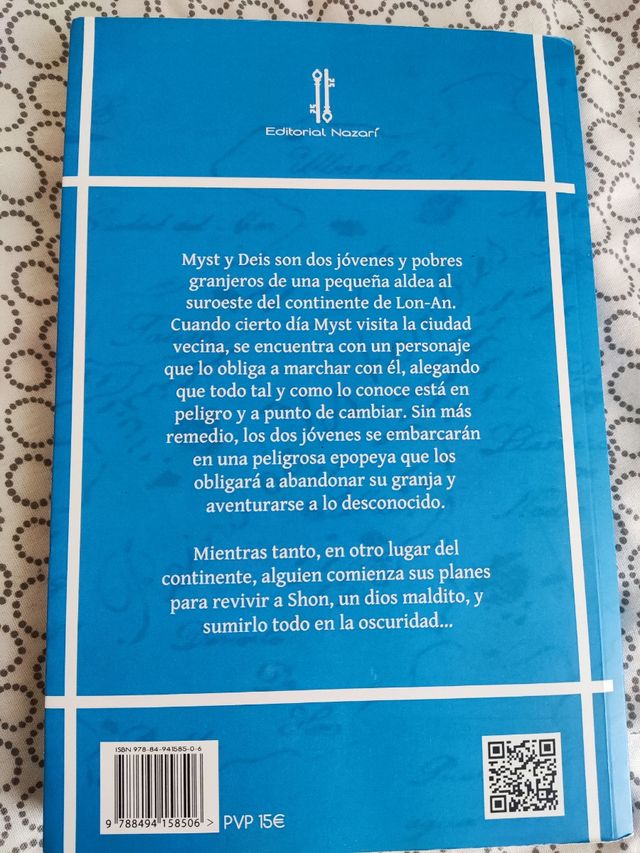 Editorial Nazarí
Myst y Deis son dos jóvenes y pobres
granjeros de una pequeña aldea al
suroeste del continente de Lon-An.
Cuando cierto día Myst visita la ciudad
vecina, se encuentra con un personaje
que lo obliga a marchar con él, alegando
que todo tal y como lo conoce está en
peligro y a punto de cambiar. Sin más
remedio, los dos jóvenes se embarcarán
en una peligrosa epopeya que los
obligará a abandonar su granja y
aventurarse a lo desconocido.
Mientras tanto, en otro lugar del
continente, alguien comienza sus planes
para revivir a Shon, un dios maldito, y
sumirlo todo en la oscuridad...
ISBN 978-84-941585-0-6
9 788494 158506 >
PVP 15€